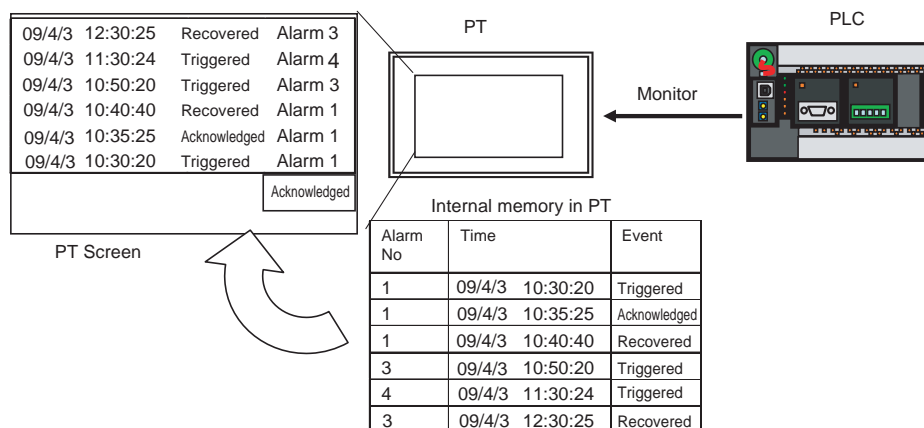 09/4/3 12:30:25 Recovered Alarm 3
09/4/3 11:30:24 Triggered Alarm 4
09/4/3 10:50:20 Triggered Alarm 3
09/4/3 10:40:40 Recovered Alarm 1
09/4/3 10:35:25 Acknowledged Alarm 1
09/4/3 10:30:20 Triggered Alarm 1
Acknowledged
PT Screen
PT
Monitor
PLC
Internal memory in PT
Alarm No Time Event
1 09/4/3 10:30:20 Triggered
1 09/4/3 10:35:25 Acknowledged
1 09/4/3 10:40:40 Recovered
3 09/4/3 10:50:20 Triggered
4 09/4/3 11:30:24 Triggered
3 09/4/3 12:30:25 Recovered